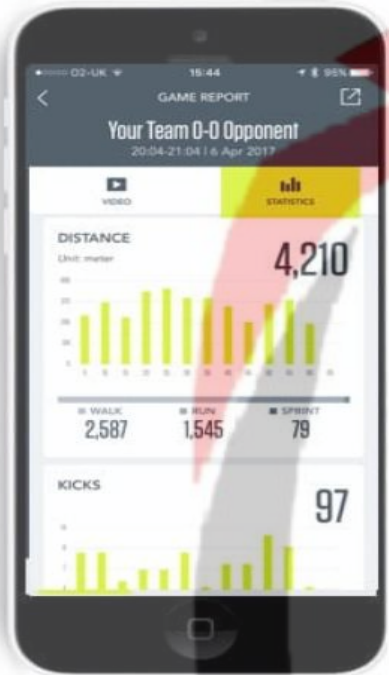 O2-UK 16:44 95%
GAME REPORT
Your Team 0-0 Opponent
20:04-21:04 | 6 Apr 2017
VIDEO STATISTICS
DISTANCE
4,210
Unit: meter
WALK RUN SPRINT
2,587 1,545 79
KICKS
97